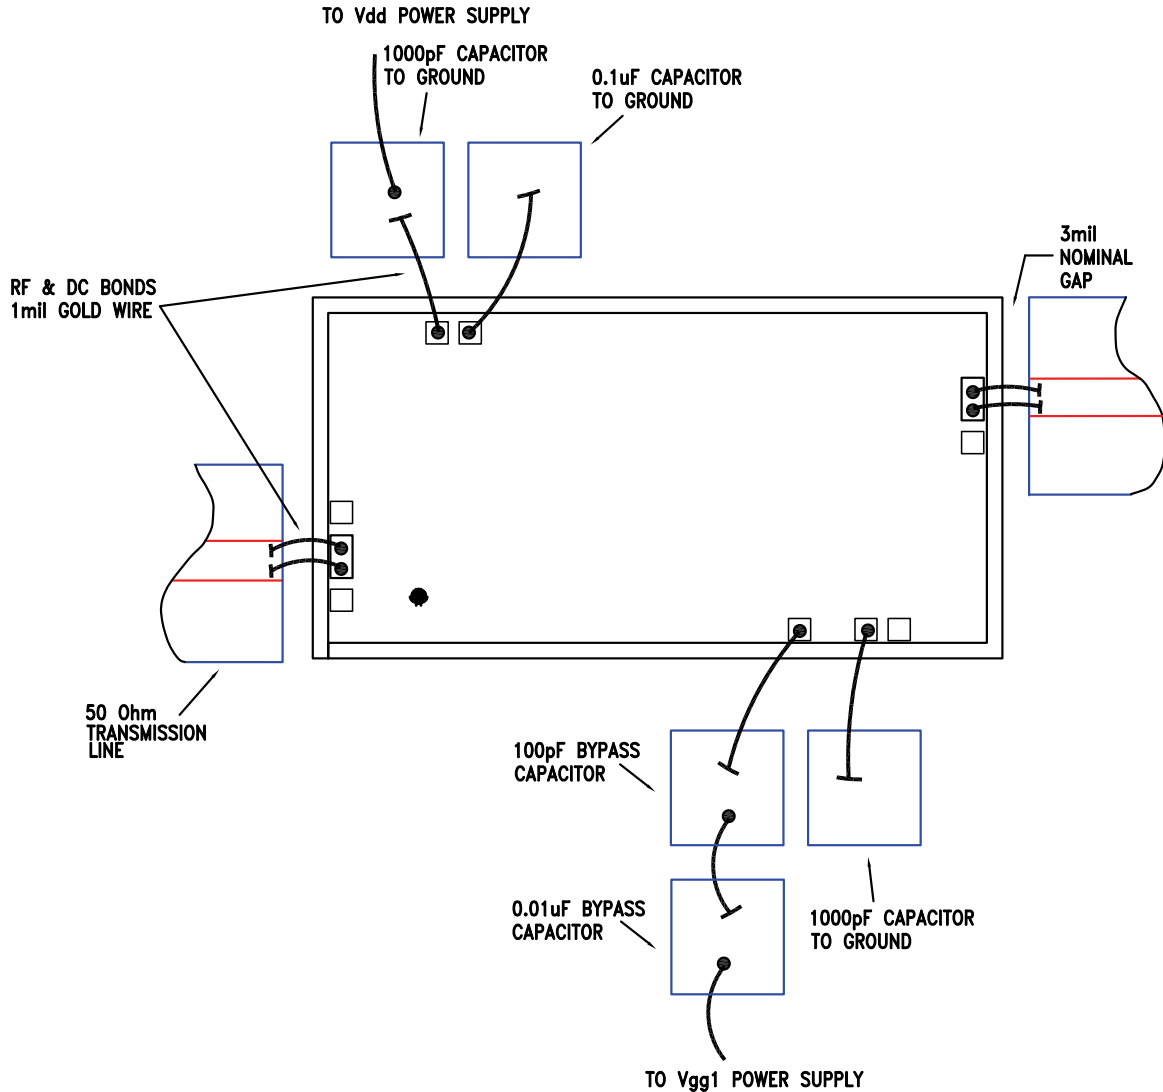 TO Vdd POWER SUPPLY
1000pF CAPACITOR
TO GROUND
0.1uF CAPACITOR
TO GROUND
3mil
NOMINAL
GAP
RF & DC BONDS
1mil GOLD WIRE
50 Ohm
TRANSMISSION
LINE
100pF BYPASS
CAPACITOR
0.01uF BYPASS
CAPACITOR
1000pF CAPACITOR
TO GROUND
TO Vgg1 POWER SUPPLY